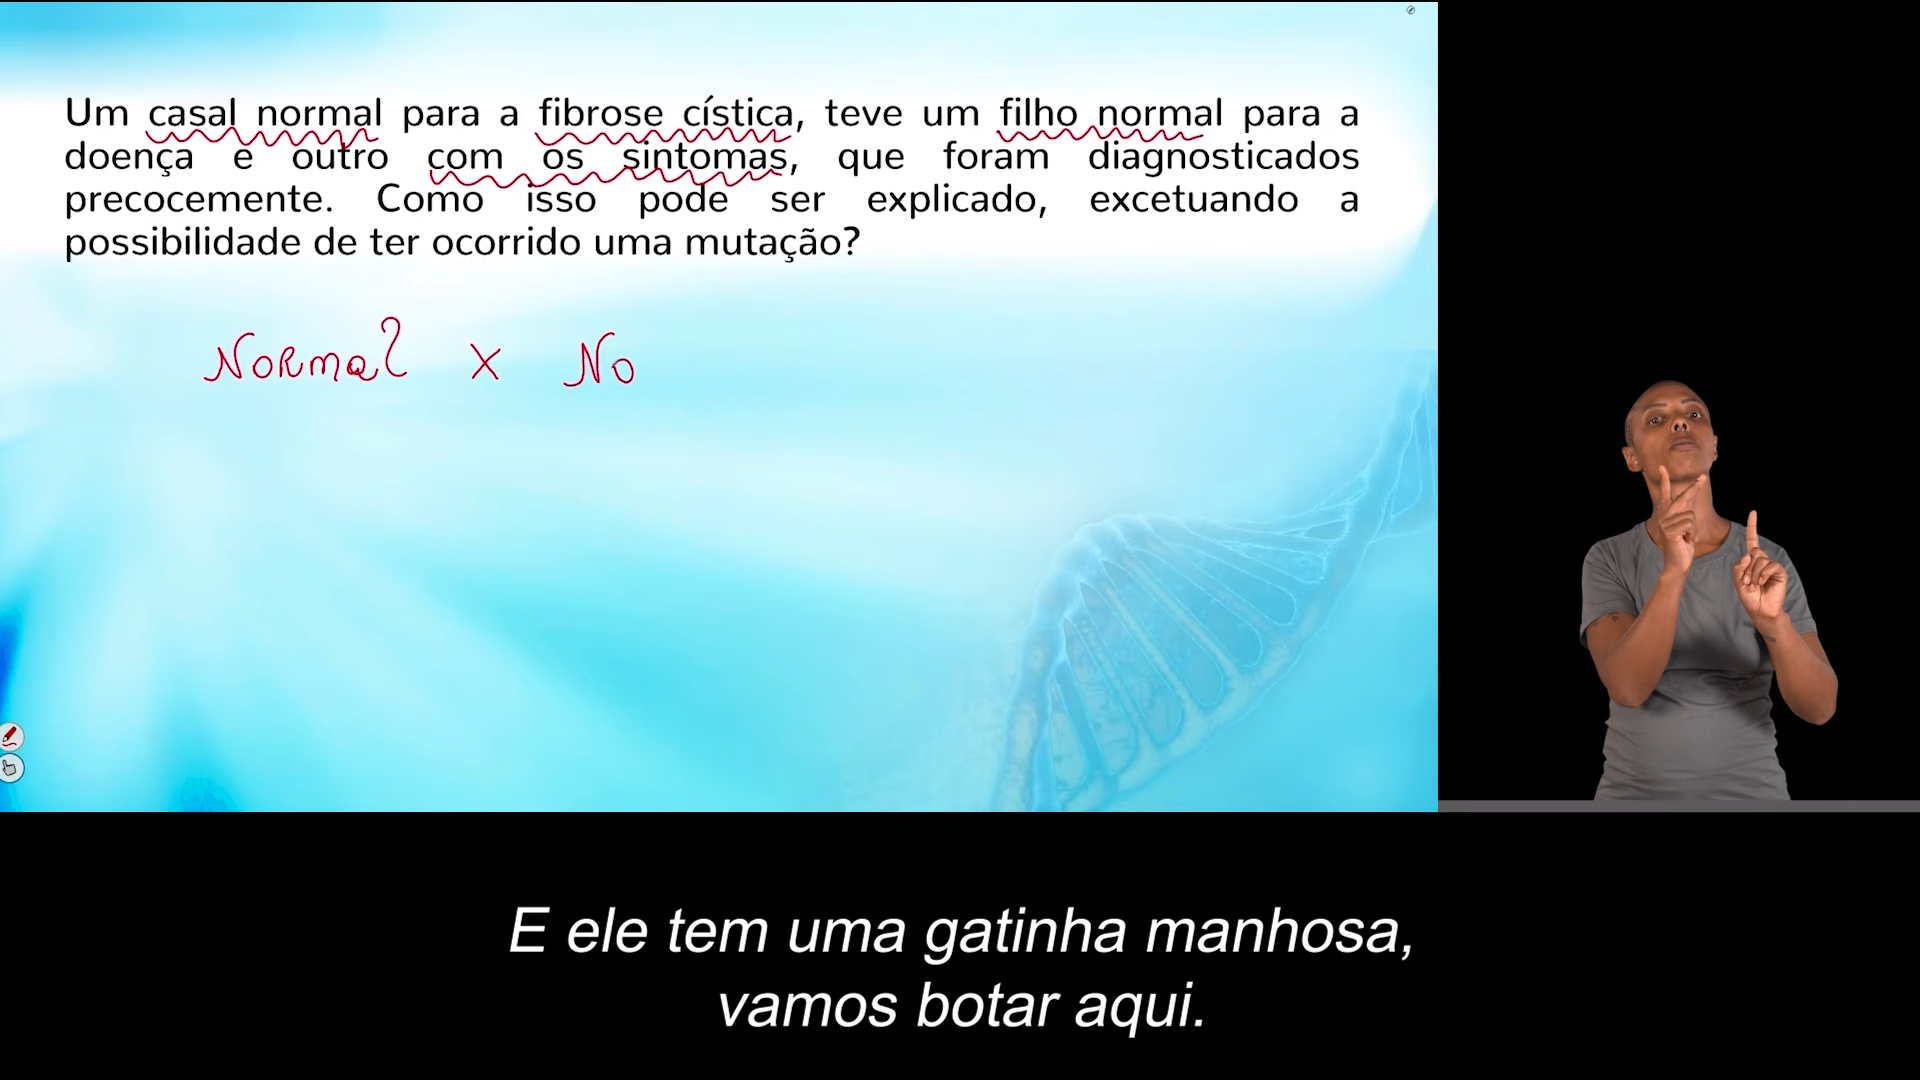 Um casal normal para a fibrose cística, teve um filho normal para a
doença e outro com os sintomas, que foram diagnosticados
precocemente. Como isso pode ser explicado, excetuando a
possibilidade de ter ocorrido uma mutação?
Normal x No
E ele tem uma gatinha manhosa,
vamos botar aqui.